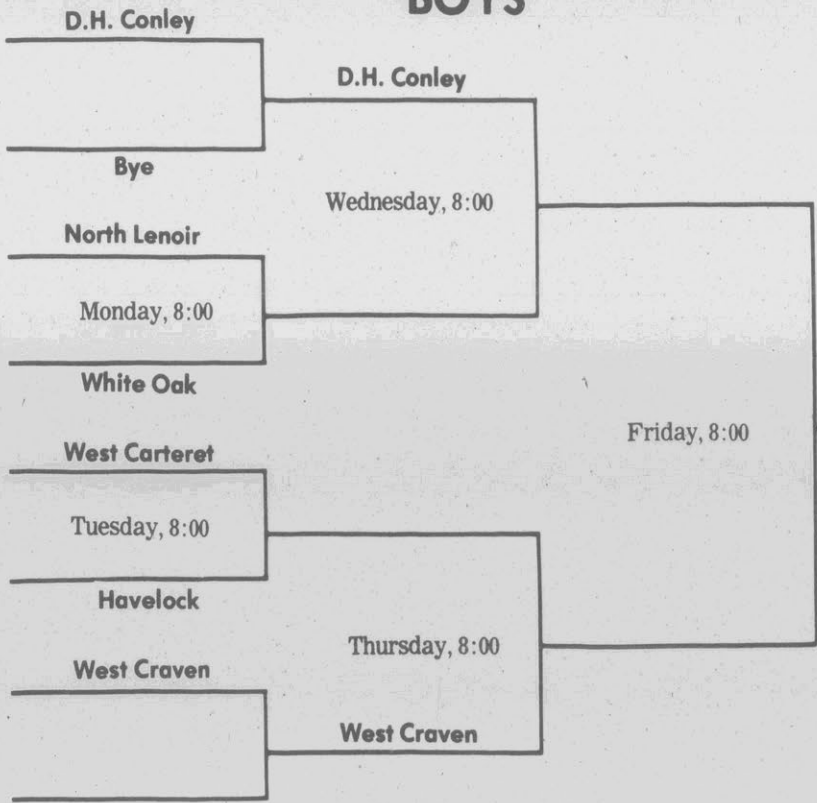 BOYS
D.H. Conley
D.H. Conley
Bye
Wednesday, 8:00
North Lenoir
Monday, 8:00
White Oak
Friday, 8:00
West Carteret
Tuesday, 8:00
Havelock
Thursday, 8:00
West Craven
West Craven